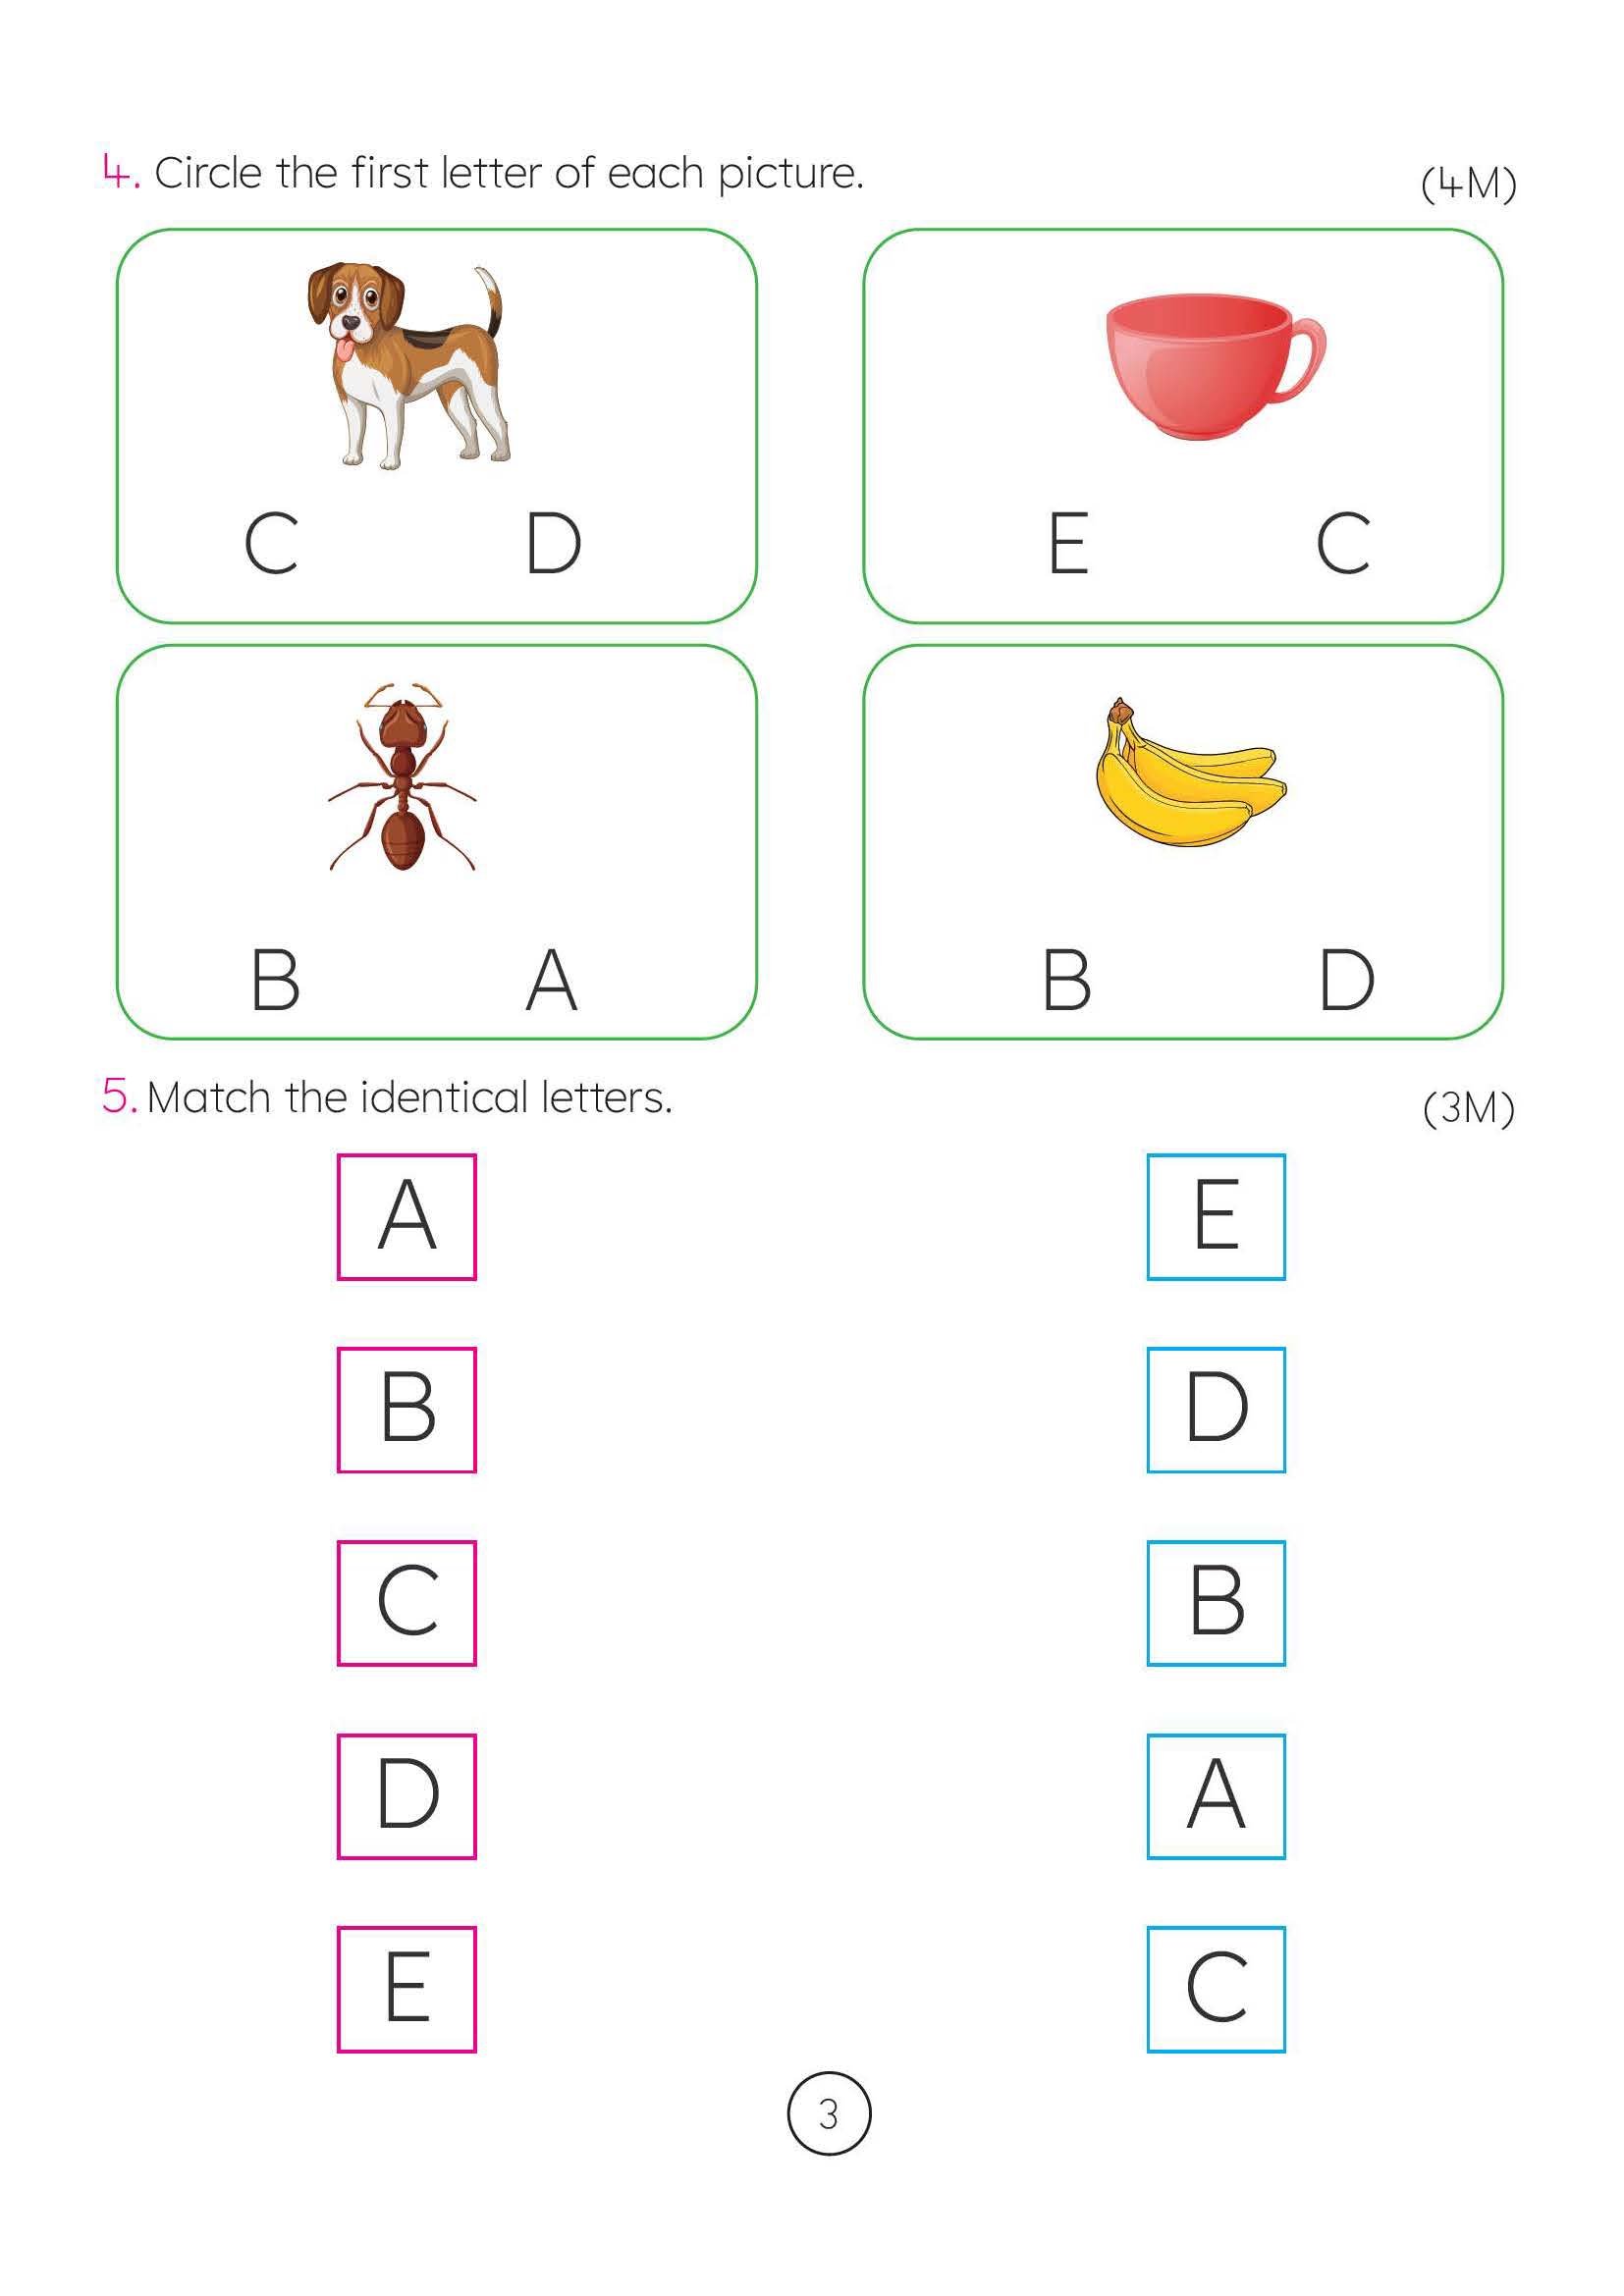 4. Circle the first letter of each picture. (4M)
C D E C
B A B D
5. Match the identical letters. (3M)
A E
B D
C B
D A
E C
3